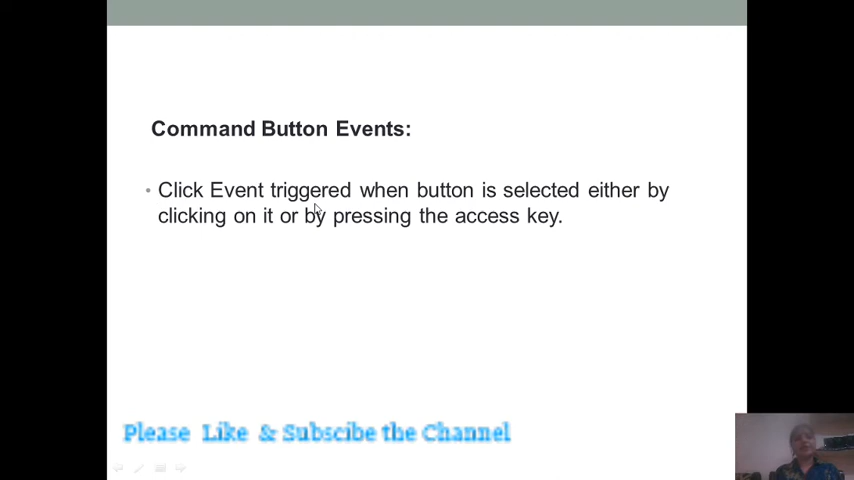 Command Button Events:
• Click Event triggered when button is selected either by
clicking on it or by pressing the access key.
Please Like & Subscibe the Channel